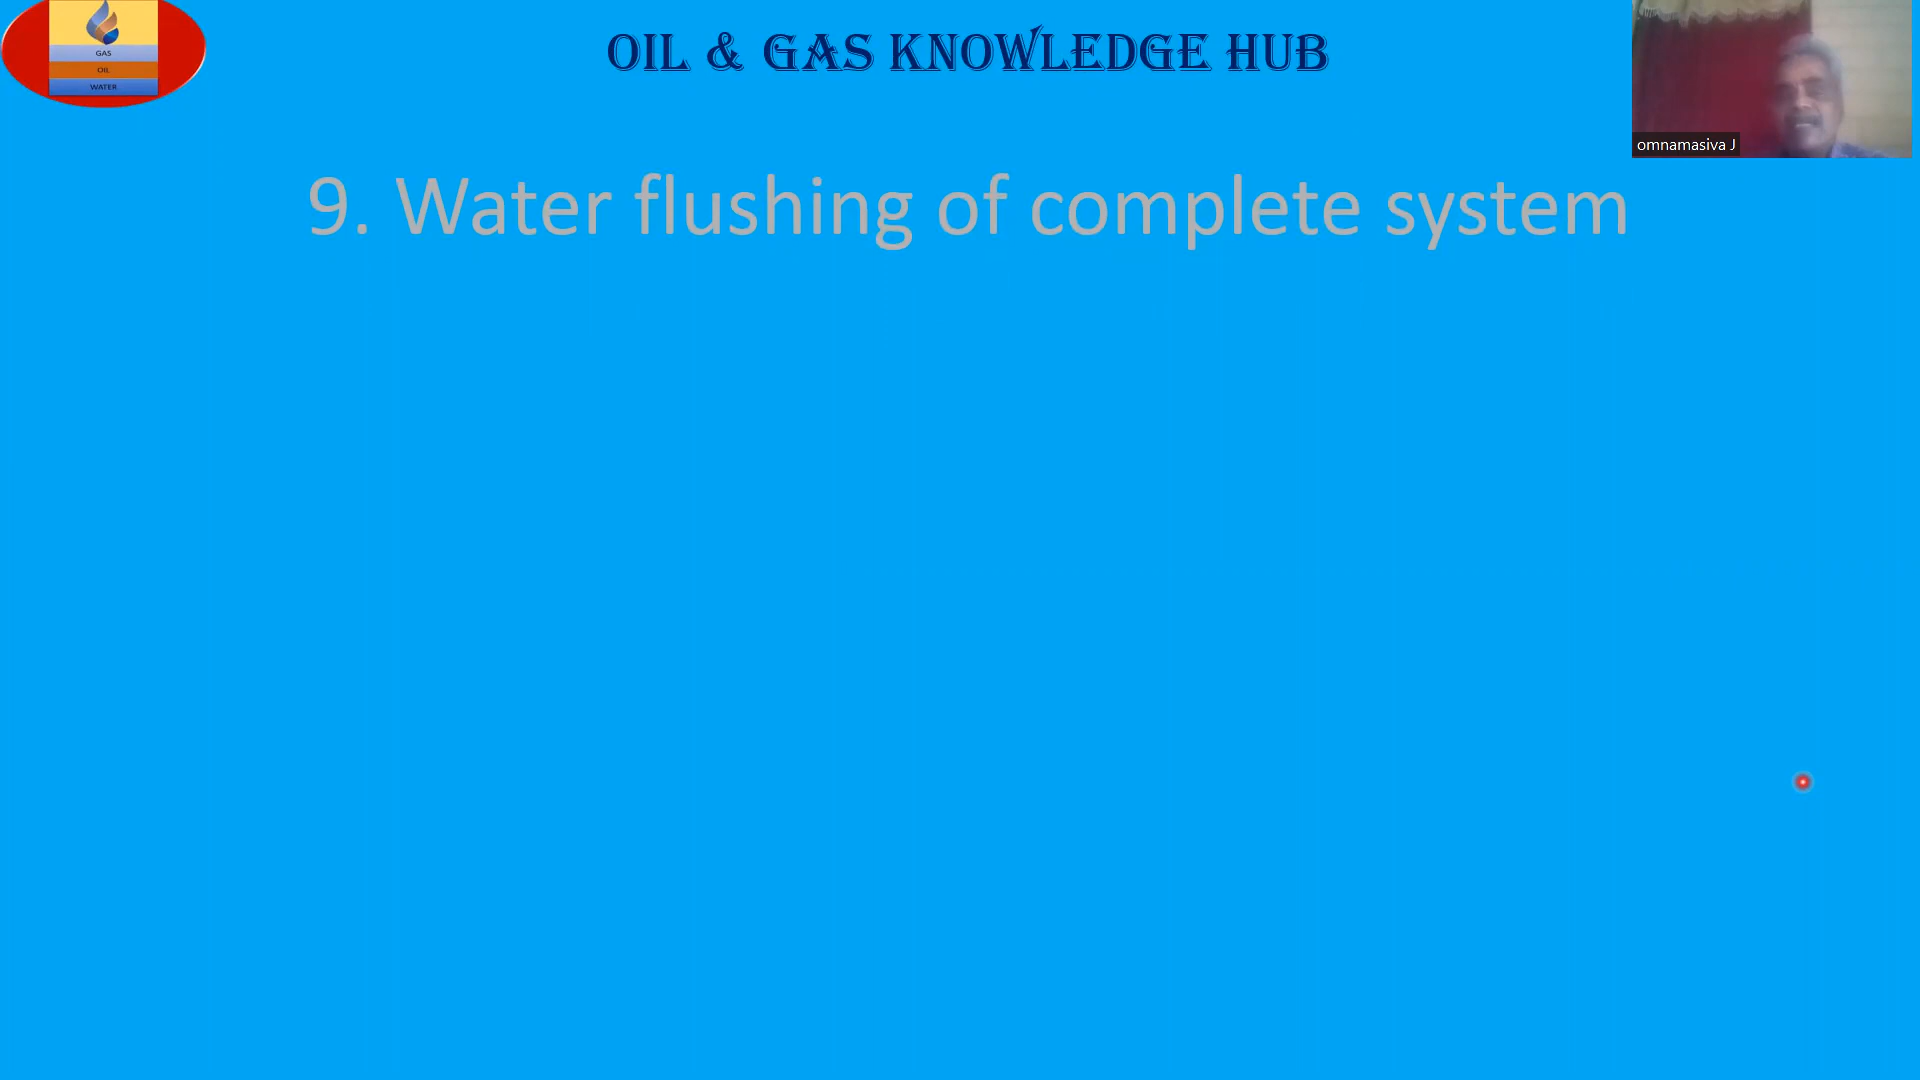 GAS
OIL
WATER
OIL & GAS KNOWLEDGE HUB
omnamasiva J
9. Water flushing of complete system